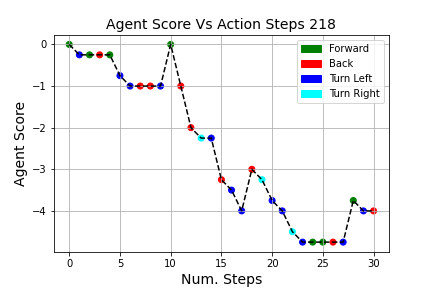 Agent Score Vs Action Steps 218
Forward
Back
Turn Left
Turn Right
Agent Score
0
−1
−2
−3
−4
0 5 10 15 20 25 30
Num. Steps